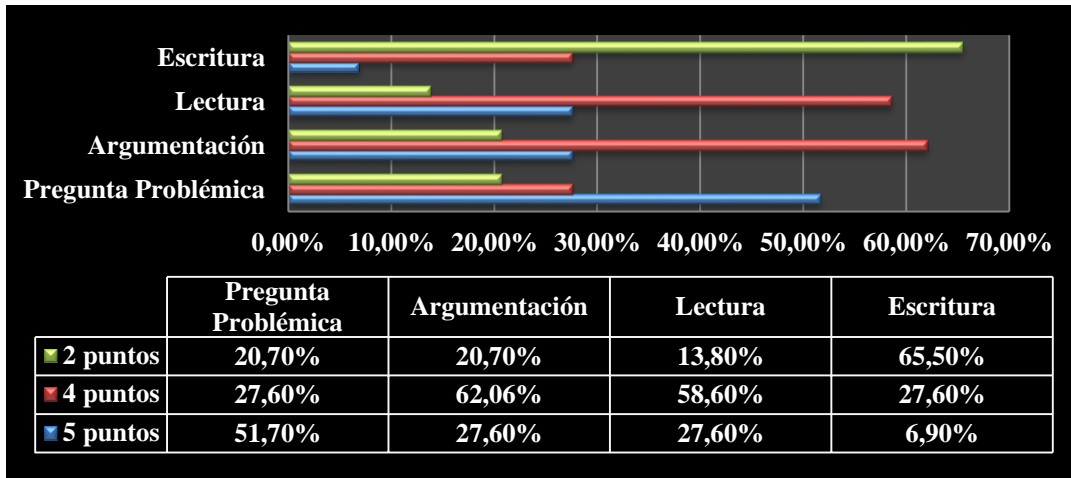 Escritura
Lectura
Argumentación
Pregunta Problémica
0,00% 10,00% 20,00% 30,00% 40,00% 50,00% 60,00% 70,00%
Pregunta Problémica Argumentación Lectura Escritura
2 puntos 20,70% 20,70% 13,80% 65,50%
4 puntos 27,60% 62,06% 58,60% 27,60%
5 puntos 51,70% 27,60% 27,60% 6,90%